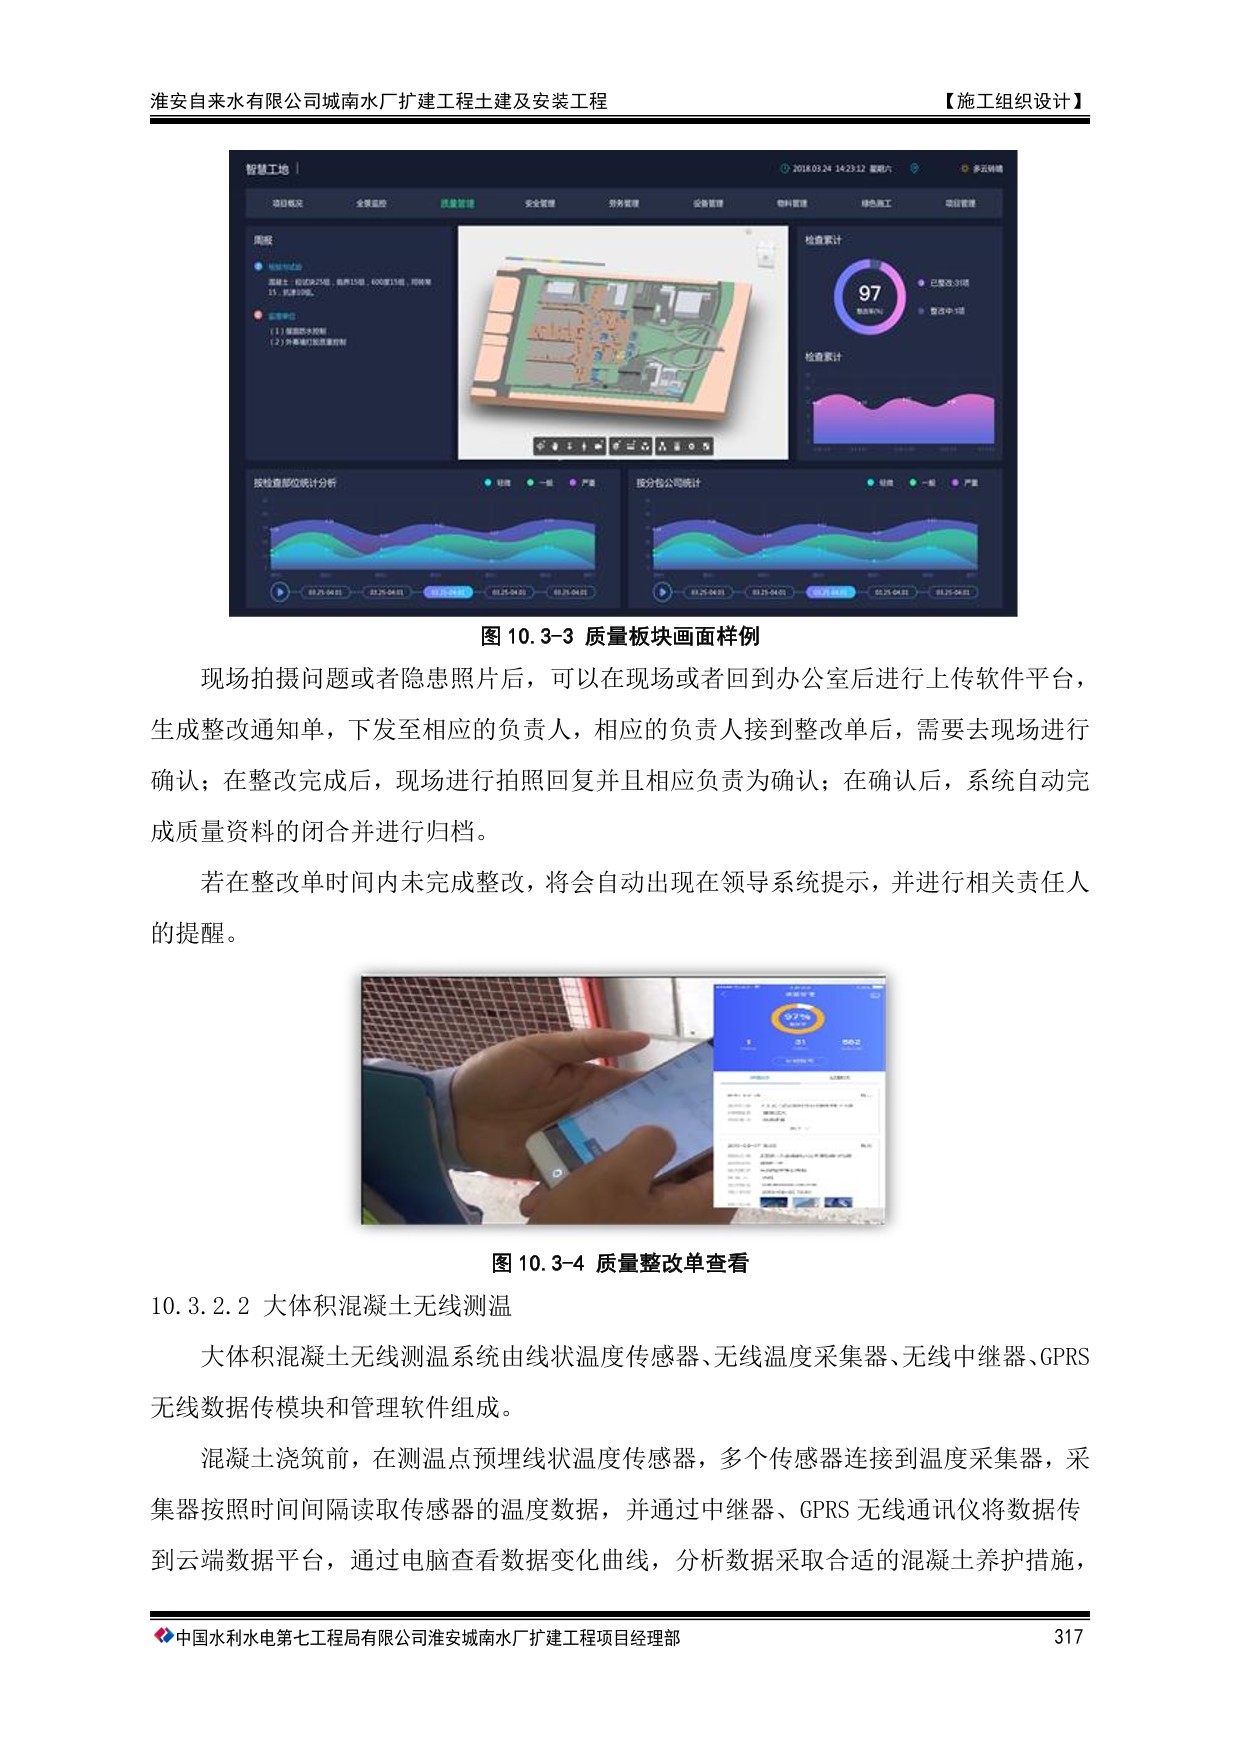 淮安自来水有限公司城南水厂扩建工程土建及安装工程 【施工组织设计】
智慧工地
2018.03.24 14:23:12 星期六 多云转晴
项目概况 全景监控 质量管理 安全管理 劳务管理 设备管理 物料管理 绿色施工 项目管理
周报
检查累计
监理单位
(1)屋面防水控制
97
已整改:31项
整改中:1项
检查累计
按检查部位统计分析 轻微 一般 严重
按分包公司统计 轻微 一般 严重
03.25-04.01 03.25-04.01 03.25-04.01 03.25-04.01 03.25-04.01
03.25-04.01 03.25-04.01 03.25-04.01 03.25-04.01 03.25-04.01
图 10.3-3 质量板块画面样例
现场拍摄问题或者隐患照片后，可以在现场或者回到办公室后进行上传软件平台，
生成整改通知单，下发至相应的负责人，相应的负责人接到整改单后，需要去现场进行
确认；在整改完成后，现场进行拍照回复并且相应负责为确认；在确认后，系统自动完
成质量资料的闭合并进行归档。
若在整改单时间内未完成整改，将会自动出现在领导系统提示，并进行相关责任人
的提醒。
97%
1 31 562
图 10.3-4 质量整改单查看
10.3.2.2 大体积混凝土无线测温
大体积混凝土无线测温系统由线状温度传感器、无线温度采集器、无线中继器、GPRS
无线数据传模块和管理软件组成。
混凝土浇筑前，在测温点预埋线状温度传感器，多个传感器连接到温度采集器，采
集器按照时间间隔读取传感器的温度数据，并通过中继器、GPRS 无线通讯仪将数据传
到云端数据平台，通过电脑查看数据变化曲线，分析数据采取合适的混凝土养护措施，
中国水利水电第七工程局有限公司淮安城南水厂扩建工程项目经理部 317